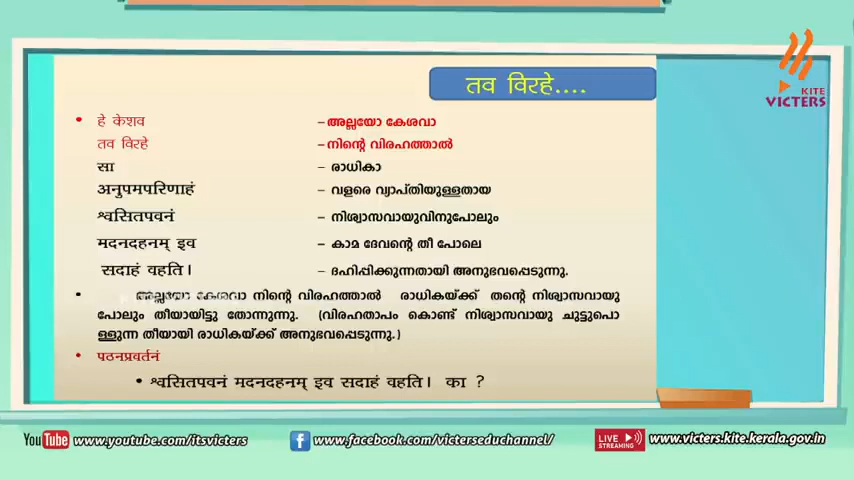 तव विरहे....
KITE
VICTERS
• हे केशव – അല്ലയോ കേശവാ
तव विरहे – നിന്റെ വിരഹത്താൽ
सा – രാധികാ
अनुपमपरिणाहं – വളരെ വ്യാപ്തിയുള്ളതായ
श्वसितपवनं – നിശ്വാസവായുവിനുപോലും
मदनदहनम् इव – കാമ ദേവന്റെ തീ പോലെ
सदाहं वहति। – ദഹിപ്പിക്കുന്നതായി അനുഭവപ്പെടുന്നു.
• അല്ലയോ കേശവാ നിന്റെ വിരഹത്താൽ രാധികയ്ക്ക് തന്റെ നിശ്വാസവായു
പോലും തീയായിട്ടു തോന്നുന്നു. (വിരഹതാപം കൊണ്ട് നിശ്വാസവായു ചുട്ടുപൊ
ള്ളുന്ന തീയായി രാധികയ്ക്ക് അനുഭവപ്പെടുന്നു.)
• പഠനപ്രവർതനം
• श्वसितपवनं मदनदहनम् इव सदाहं वहति। का ?
YouTube www.youtube.com/itsvicters
f www.facebook.com/victerseduchannel/
LIVE STREAMING www.victers.kite.kerala.gov.in